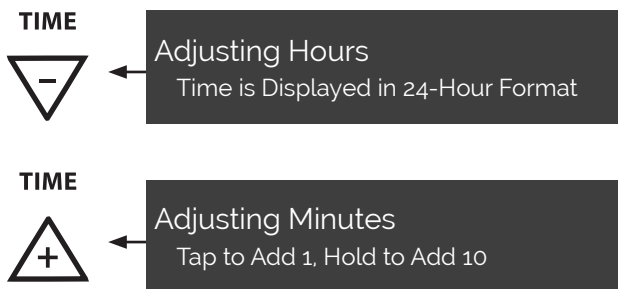 TIME
-
Adjusting Hours
Time is Displayed in 24-Hour Format
TIME
+
Adjusting Minutes
Tap to Add 1, Hold to Add 10